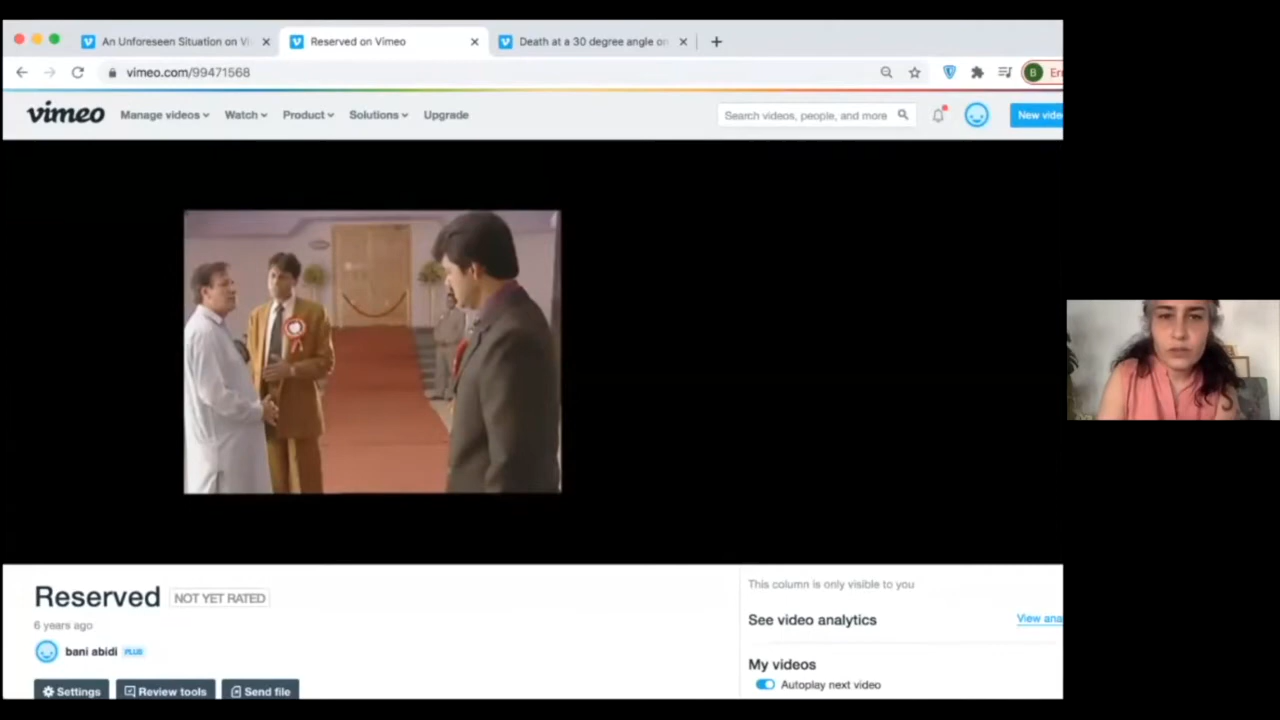 An Unforeseen Situation on Vi
Reserved on Vimeo
Death at a 30 degree angle on
vimeo.com/99471568
B
En
vimeo
Manage videos
Watch
Product
Solutions
Upgrade
Search videos, people, and more
New vide
Reserved
NOT YET RATED
6 years ago
bani abidi
PLUS
Settings
Review tools
Send file
This column is only visible to you
See video analytics
View ana
My videos
Autoplay next video